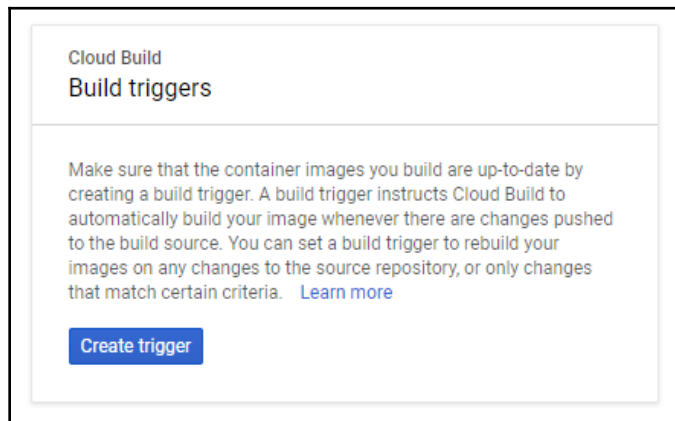 Cloud Build
Build triggers
Make sure that the container images you build are up-to-date by
creating a build trigger. A build trigger instructs Cloud Build to
automatically build your image whenever there are changes pushed
to the build source. You can set a build trigger to rebuild your
images on any changes to the source repository, or only changes
that match certain criteria. Learn more
Create trigger